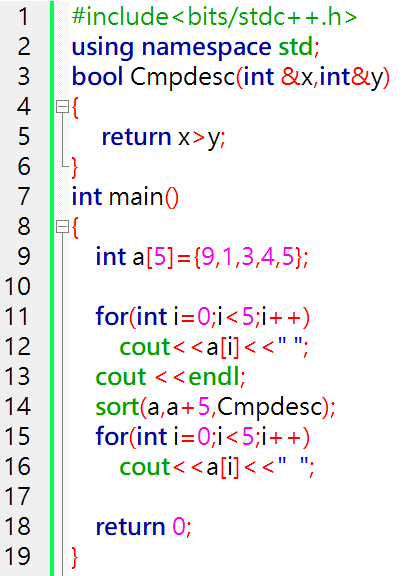 1 #include<bits/stdc++.h>
2 using namespace std;
3 bool Cmpdesc(int &x,int&y)
4 {
5 return x>y;
6 }
7 int main()
8 {
9 int a[5]={9,1,3,4,5};
10
11 for(int i=0;i<5;i++)
12 cout<<a[i]<<" ";
13 cout <<endl;
14 sort(a,a+5,Cmpdesc);
15 for(int i=0;i<5;i++)
16 cout<<a[i]<<"  ";
17
18 return 0;
19 }